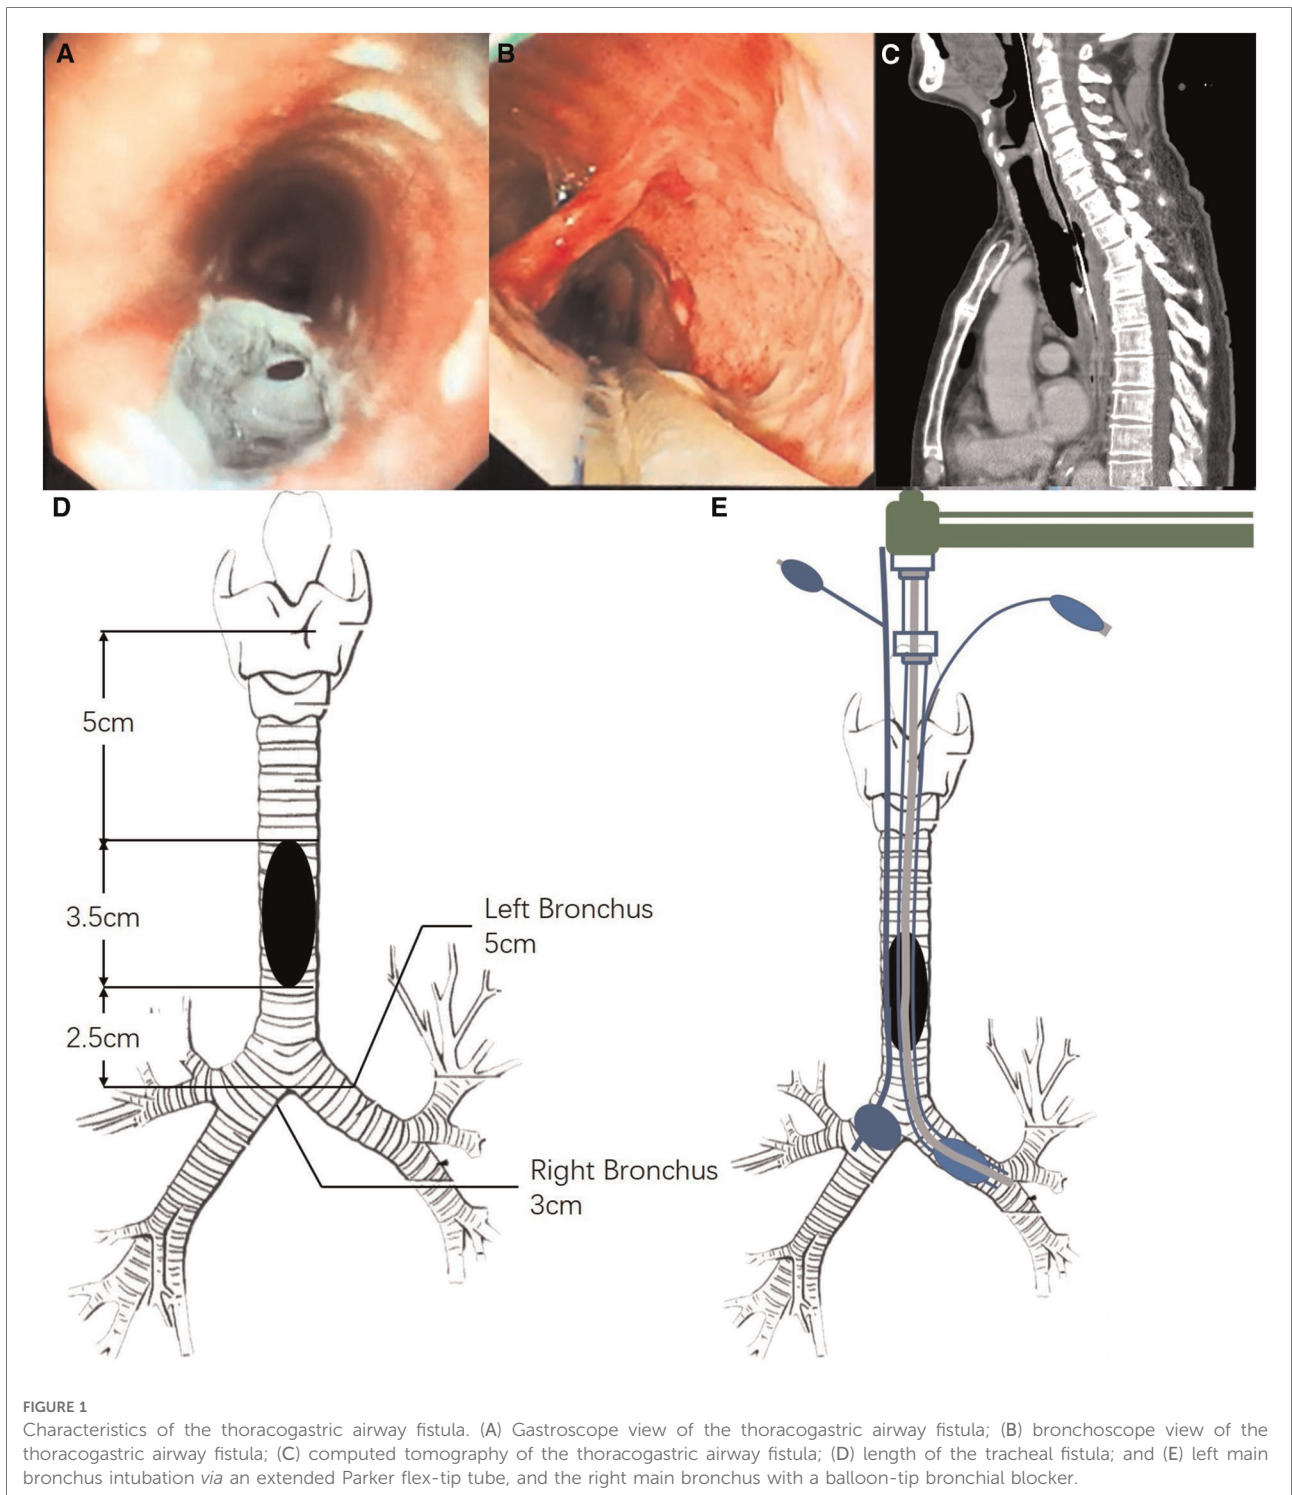 A
B
C
D
E
5cm
3.5cm
2.5cm
Left Bronchus
5cm
Right Bronchus
3cm
FIGURE 1
Characteristics of the thoracogastric airway fistula. (A) Gastroscope view of the thoracogastric airway fistula; (B) bronchoscope view of the
thoracogastric airway fistula; (C) computed tomography of the thoracogastric airway fistula; (D) length of the tracheal fistula; and (E) left main
bronchus intubation via an extended Parker flex-tip tube, and the right main bronchus with a balloon-tip bronchial blocker.